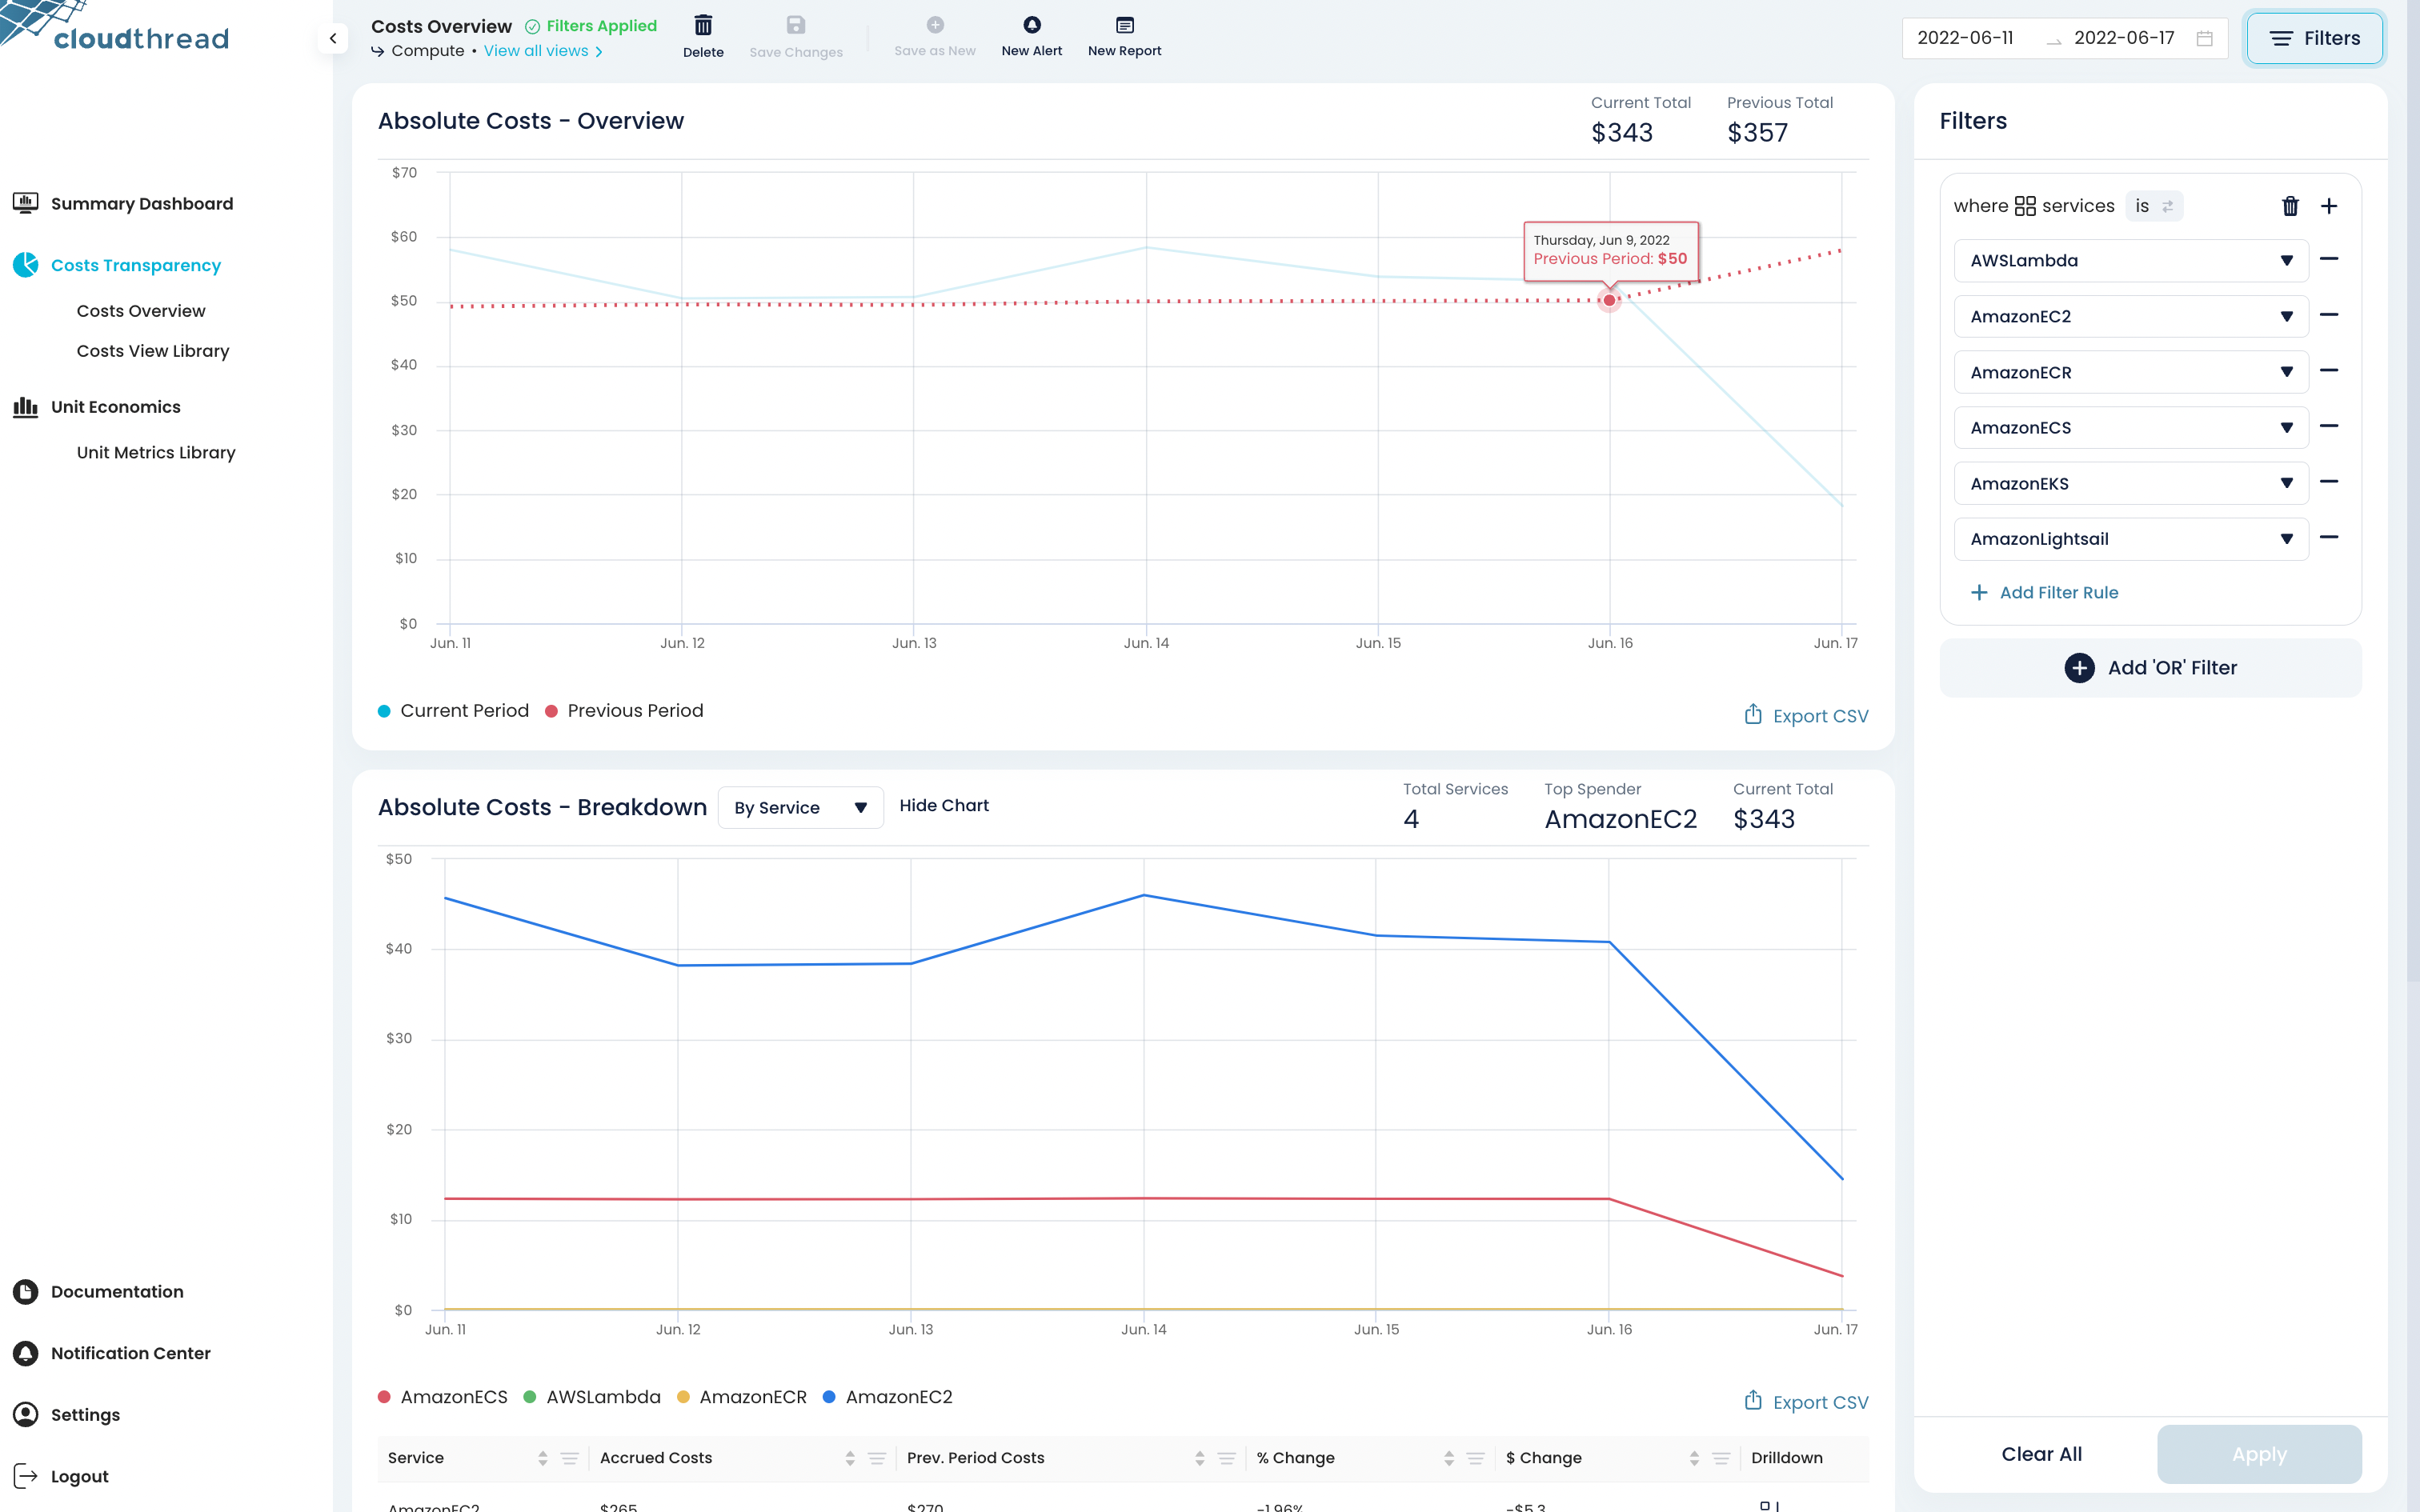 cloudthread
Summary Dashboard
Costs Transparency
Costs Overview
Costs View Library
Unit Economics
Unit Metrics Library
Documentation
Notification Center
Settings
Logout
Costs Overview Filters Applied
Compute • View all views
Delete
Save Changes
Save as New
New Alert
New Report
2022-06-11 2022-06-17
Filters
Absolute Costs - Overview
Current Total
$343
Previous Total
$357
$70
$60
$50
$40
$30
$20
$10
$0
Thursday, Jun 9, 2022
Previous Period: $50
Jun. 11 Jun. 12 Jun. 13 Jun. 14 Jun. 15 Jun. 16 Jun. 17
Current Period Previous Period
Export CSV
Absolute Costs - Breakdown
By Service
Hide Chart
Total Services
4
Top Spender
AmazonEC2
Current Total
$343
$50
$40
$30
$20
$10
$0
Jun. 11 Jun. 12 Jun. 13 Jun. 14 Jun. 15 Jun. 16 Jun. 17
AmazonECS AWSLambda AmazonECR AmazonEC2
Export CSV
Service Accrued Costs Prev. Period Costs % Change $ Change Drilldown
AmazonEC2 $265 $270 -1.96% -$5.3
Filters
where services is
AWSLambda
AmazonEC2
AmazonECR
AmazonECS
AmazonEKS
AmazonLightsail
Add Filter Rule
Add 'OR' Filter
Clear All
Apply